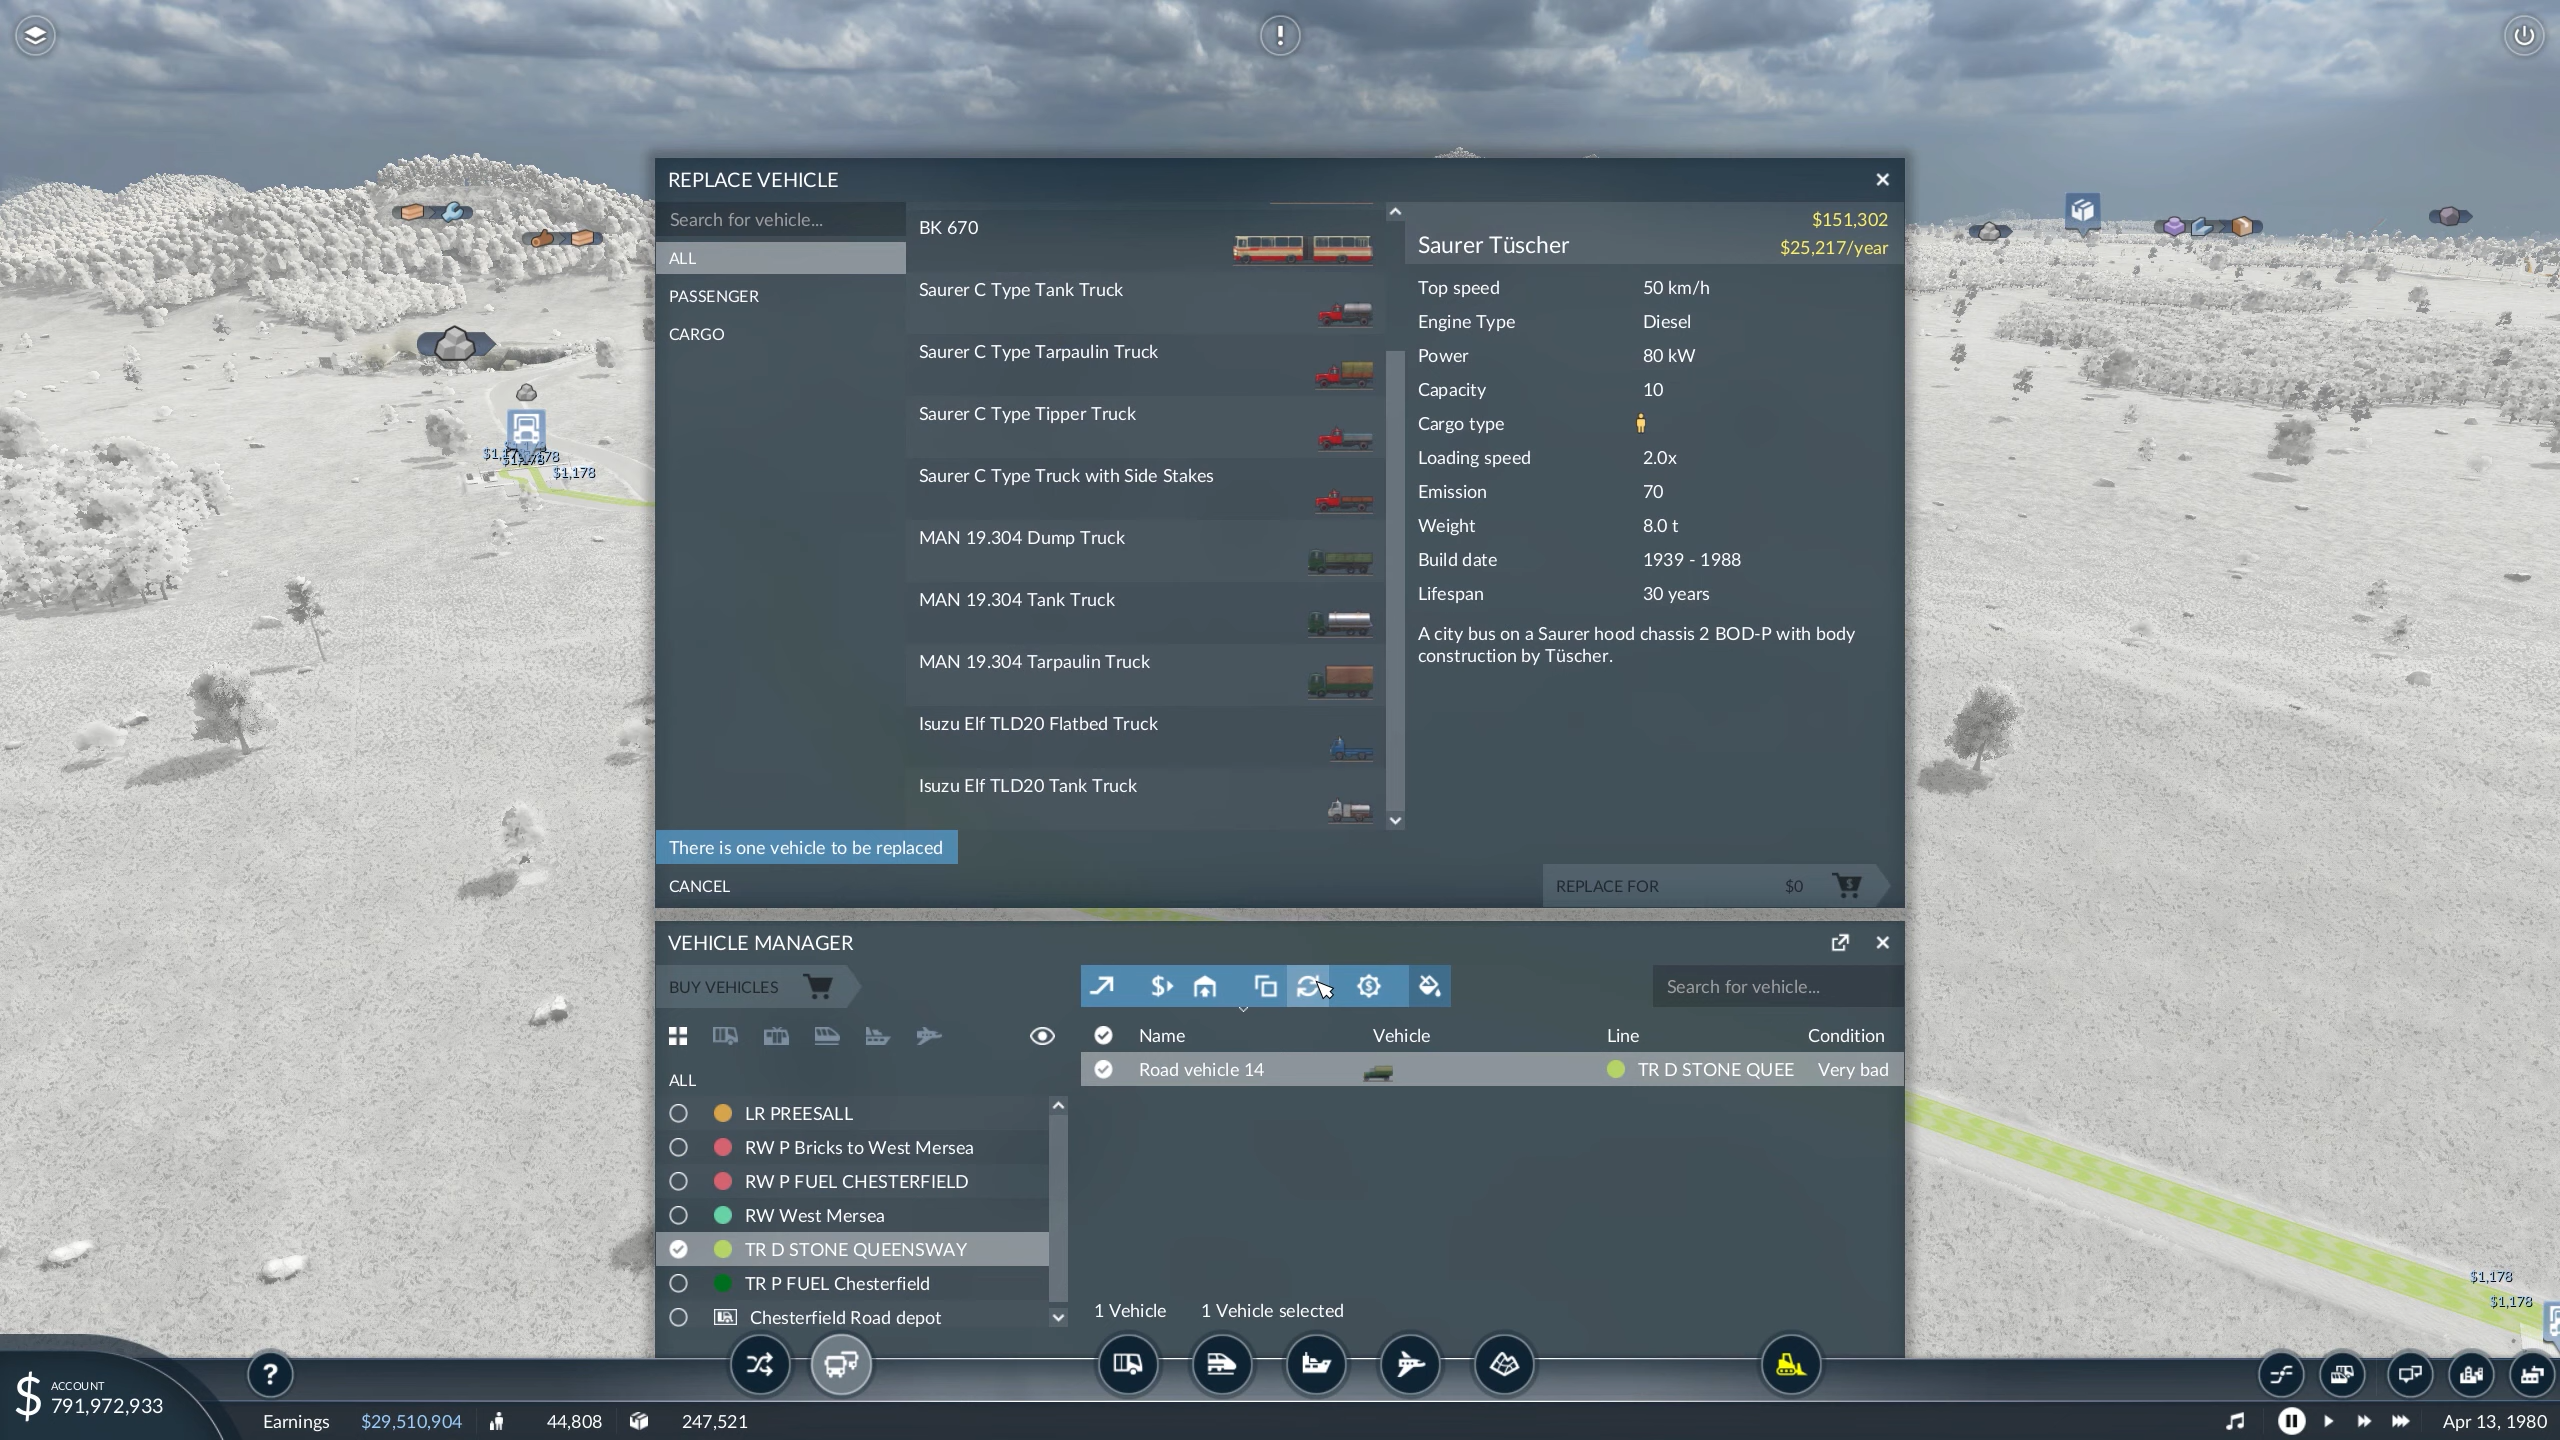 REPLACE VEHICLE
Search for vehicle...
ALL
PASSENGER
CARGO
BK 670
Saurer C Type Tank Truck
Saurer C Type Tarpaulin Truck
Saurer C Type Tipper Truck
Saurer C Type Truck with Side Stakes
MAN 19.304 Dump Truck
MAN 19.304 Tank Truck
MAN 19.304 Tarpaulin Truck
Isuzu Elf TLD20 Flatbed Truck
Isuzu Elf TLD20 Tank Truck
$151,302
Saurer Tüscher
$25,217/year
Top speed 50 km/h
Engine Type Diesel
Power 80 kW
Capacity 10
Cargo type
Loading speed 2.0x
Emission 70
Weight 8.0 t
Build date 1939 - 1988
Lifespan 30 years
A city bus on a Saurer hood chassis 2 BOD-P with body
construction by Tüscher.
There is one vehicle to be replaced
CANCEL
REPLACE FOR $0
$1,178
VEHICLE MANAGER
BUY VEHICLES
Search for vehicle...
Name Vehicle Line Condition
Road vehicle 14 TR D STONE QUEE Very bad
ALL
LR PREESALL
RW P Bricks to West Mersea
RW P FUEL CHESTERFIELD
RW West Mersea
TR D STONE QUEENSWAY
TR P FUEL Chesterfield
Chesterfield Road depot
1 Vehicle 1 Vehicle selected
$1,178
$1,178
?
$ ACCOUNT
791,972,933
Earnings $29,510,904 44,808 247,521
Apr 13, 1980